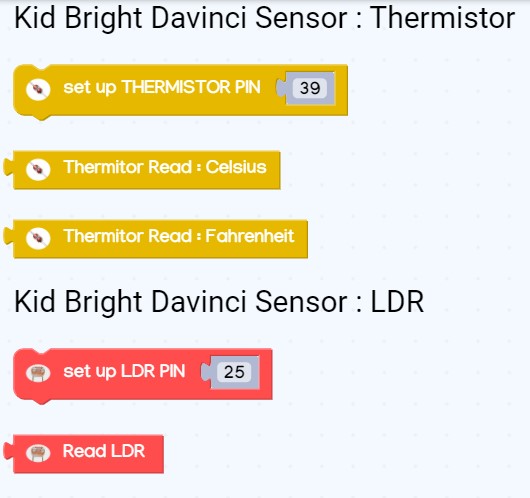 Kid Bright Davinci Sensor : Thermistor
set up THERMISTOR PIN 39
Thermitor Read : Celsius
Thermitor Read : Fahrenheit
Kid Bright Davinci Sensor : LDR
set up LDR PIN 25
Read LDR